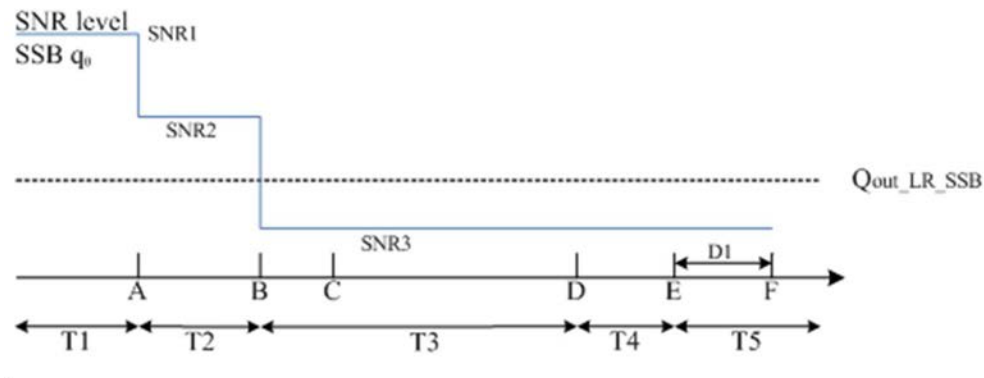 SNR level
SSB q₀
SNR1
SNR2
Qout_LR_SSB
SNR3
D1
A B C D E F
T1 T2 T3 T4 T5